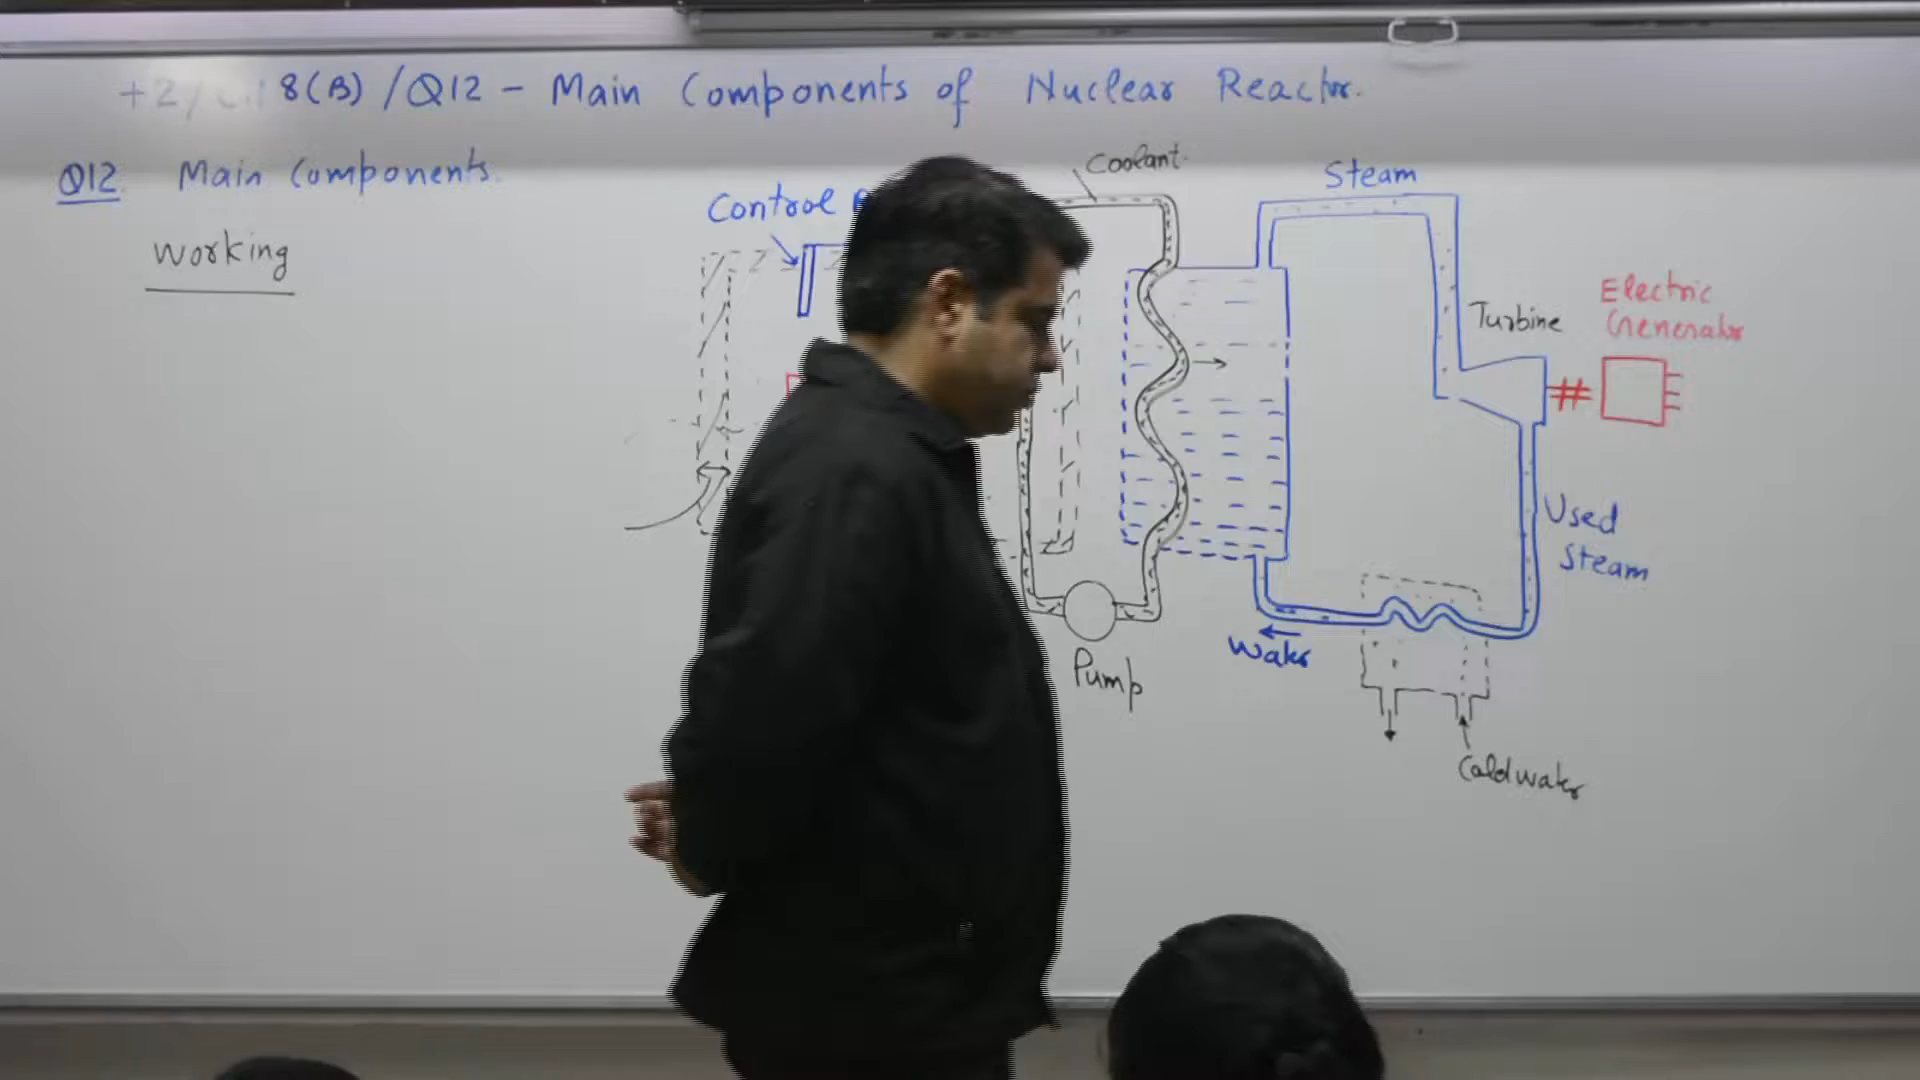 +2/ 8(B) /Q12 - Main Components of Nuclear Reactor.
Q12. Main Components.
Working
Control
Coolant
Steam
Turbine
Electric
Generator
Used
Steam
Water
Pump
Cold water